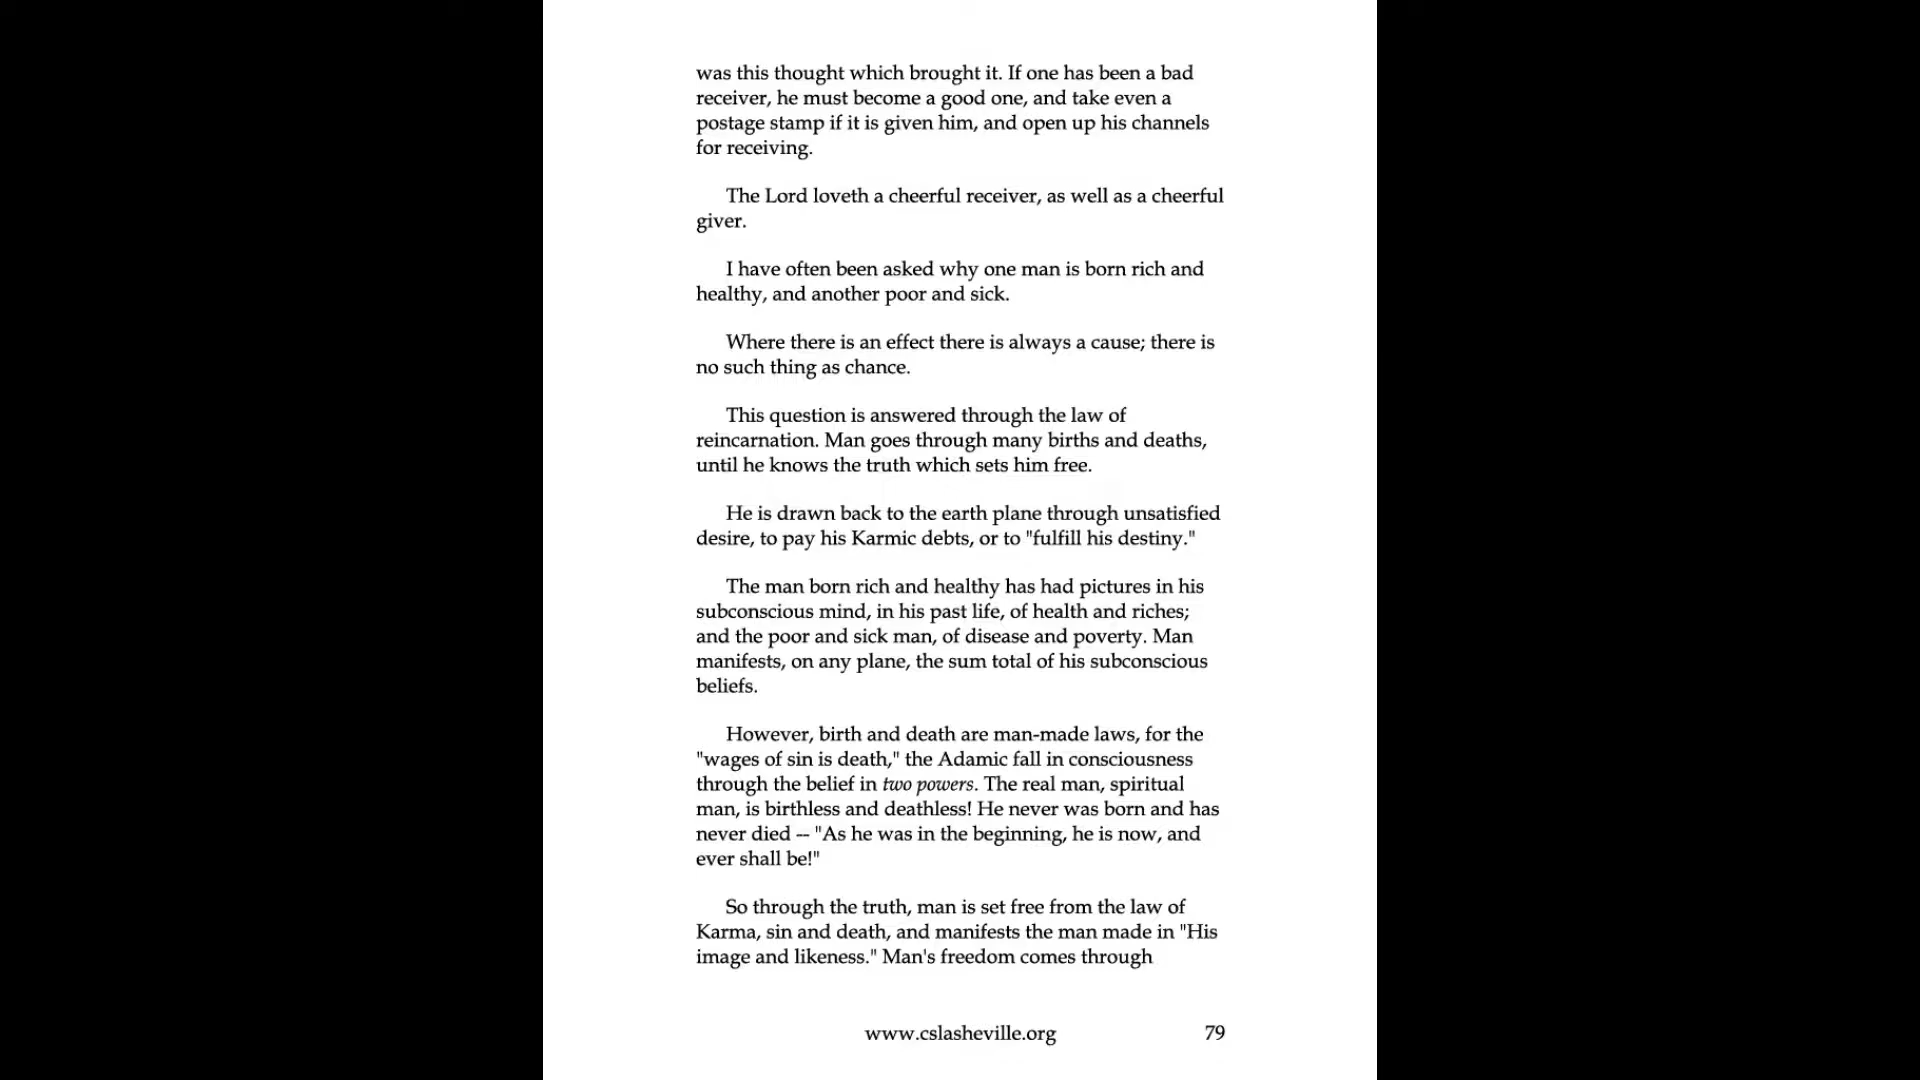 was this thought which brought it. If one has been a bad
receiver, he must become a good one, and take even a
postage stamp if it is given him, and open up his channels
for receiving.
The Lord loveth a cheerful receiver, as well as a cheerful
giver.
I have often been asked why one man is born rich and
healthy, and another poor and sick.
Where there is an effect there is always a cause; there is
no such thing as chance.
This question is answered through the law of
reincarnation. Man goes through many births and deaths,
until he knows the truth which sets him free.
He is drawn back to the earth plane through unsatisfied
desire, to pay his Karmic debts, or to "fulfill his destiny."
The man born rich and healthy has had pictures in his
subconscious mind, in his past life, of health and riches;
and the poor and sick man, of disease and poverty. Man
manifests, on any plane, the sum total of his subconscious
beliefs.
However, birth and death are man-made laws, for the
"wages of sin is death," the Adamic fall in consciousness
through the belief in two powers. The real man, spiritual
man, is birthless and deathless! He never was born and has
never died -- "As he was in the beginning, he is now, and
ever shall be!"
So through the truth, man is set free from the law of
Karma, sin and death, and manifests the man made in "His
image and likeness." Man's freedom comes through
www.cslasheville.org 79